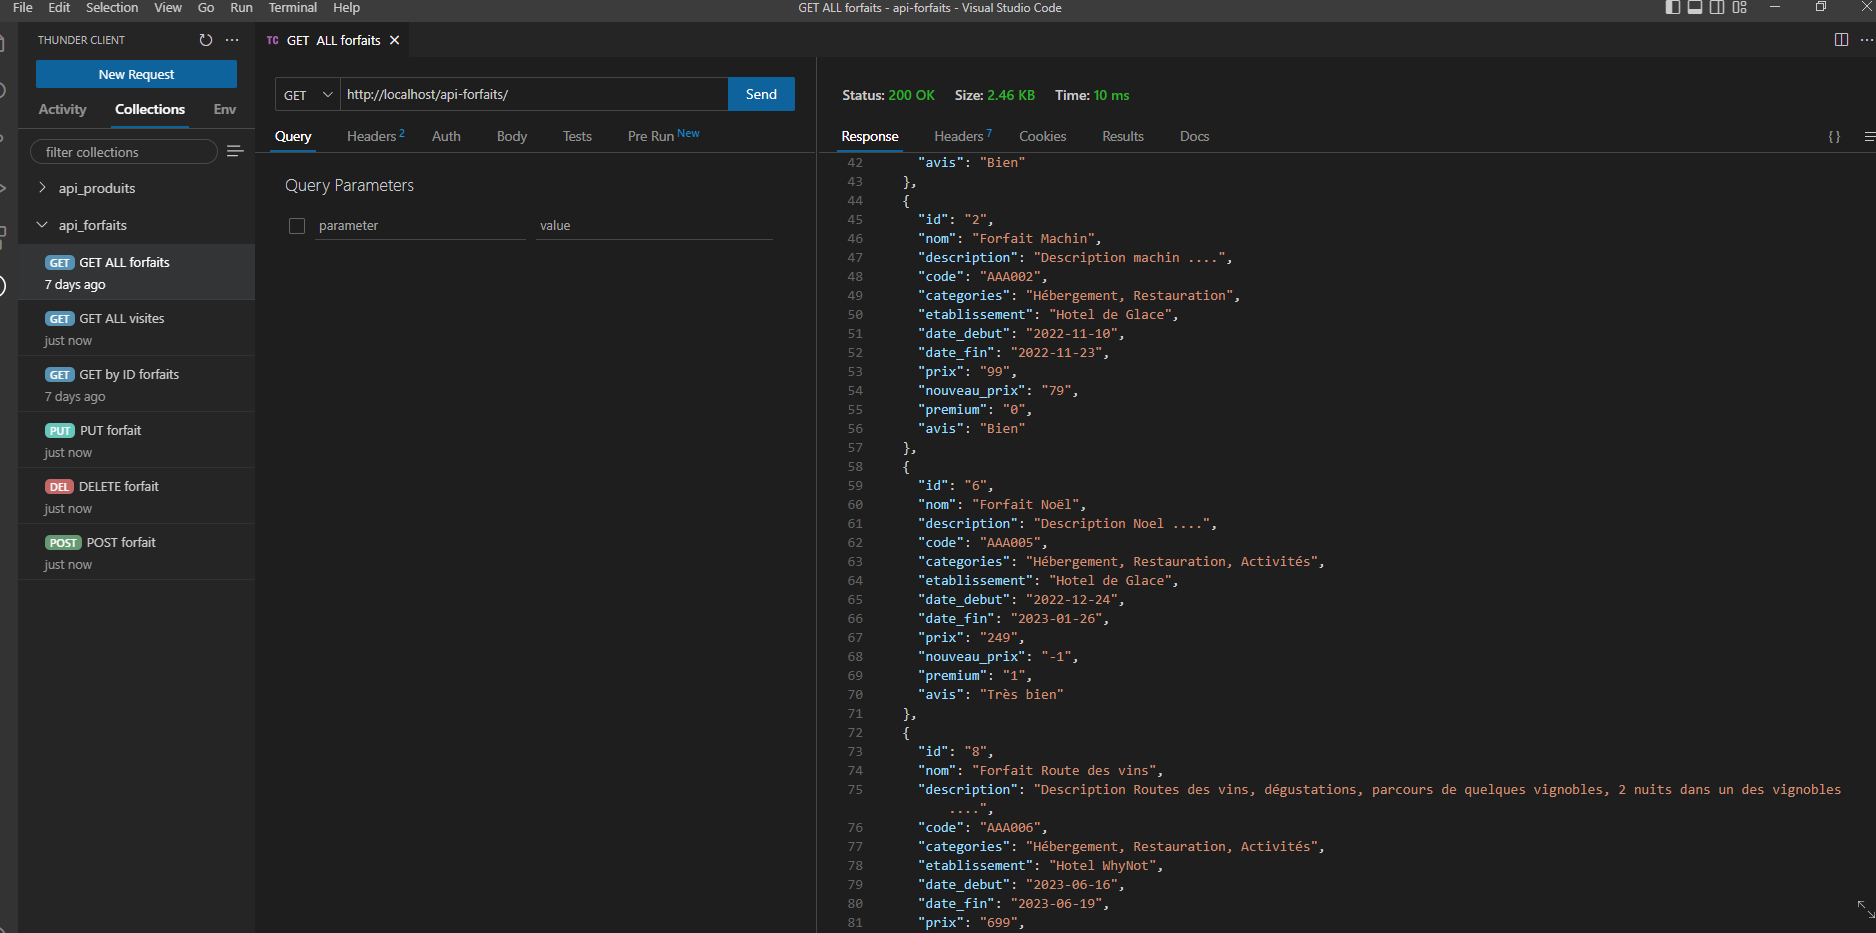 File Edit Selection View Go Run Terminal Help
GET ALL forfaits - api-forfaits - Visual Studio Code
THUNDER CLIENT
New Request
Activity Collections Env
filter collections
api_produits
api_forfaits
GET GET ALL forfaits
7 days ago
GET GET ALL visites
just now
GET GET by ID forfaits
7 days ago
PUT PUT forfait
just now
DEL DELETE forfait
just now
POST POST forfait
just now
TC GET ALL forfaits
GET http://localhost/api-forfaits/ Send
Query Headers 2 Auth Body Tests Pre Run New
Query Parameters
parameter value
Status: 200 OK Size: 2.46 KB Time: 10 ms
Response Headers 7 Cookies Results Docs
{ }
42 "avis": "Bien"
43 },
44 {
45 "id": "2",
46 "nom": "Forfait Machin",
47 "description": "Description machin ....",
48 "code": "AAA002",
49 "categories": "Hébergement, Restauration",
50 "etablissement": "Hotel de Glace",
51 "date_debut": "2022-11-10",
52 "date_fin": "2022-11-23",
53 "prix": "99",
54 "nouveau_prix": "79",
55 "premium": "0",
56 "avis": "Bien"
57 },
58 {
59 "id": "6",
60 "nom": "Forfait Noël",
61 "description": "Description Noel ....",
62 "code": "AAA005",
63 "categories": "Hébergement, Restauration, Activités",
64 "etablissement": "Hotel de Glace",
65 "date_debut": "2022-12-24",
66 "date_fin": "2023-01-26",
67 "prix": "249",
68 "nouveau_prix": "-1",
69 "premium": "1",
70 "avis": "Très bien"
71 },
72 {
73 "id": "8",
74 "nom": "Forfait Route des vins",
75 "description": "Description Routes des vins, dégustations, parcours de quelques vignobles, 2 nuits dans un des vignobles
....",
76 "code": "AAA006",
77 "categories": "Hébergement, Restauration, Activités",
78 "etablissement": "Hotel WhyNot",
79 "date_debut": "2023-06-16",
80 "date_fin": "2023-06-19",
81 "prix": "699",